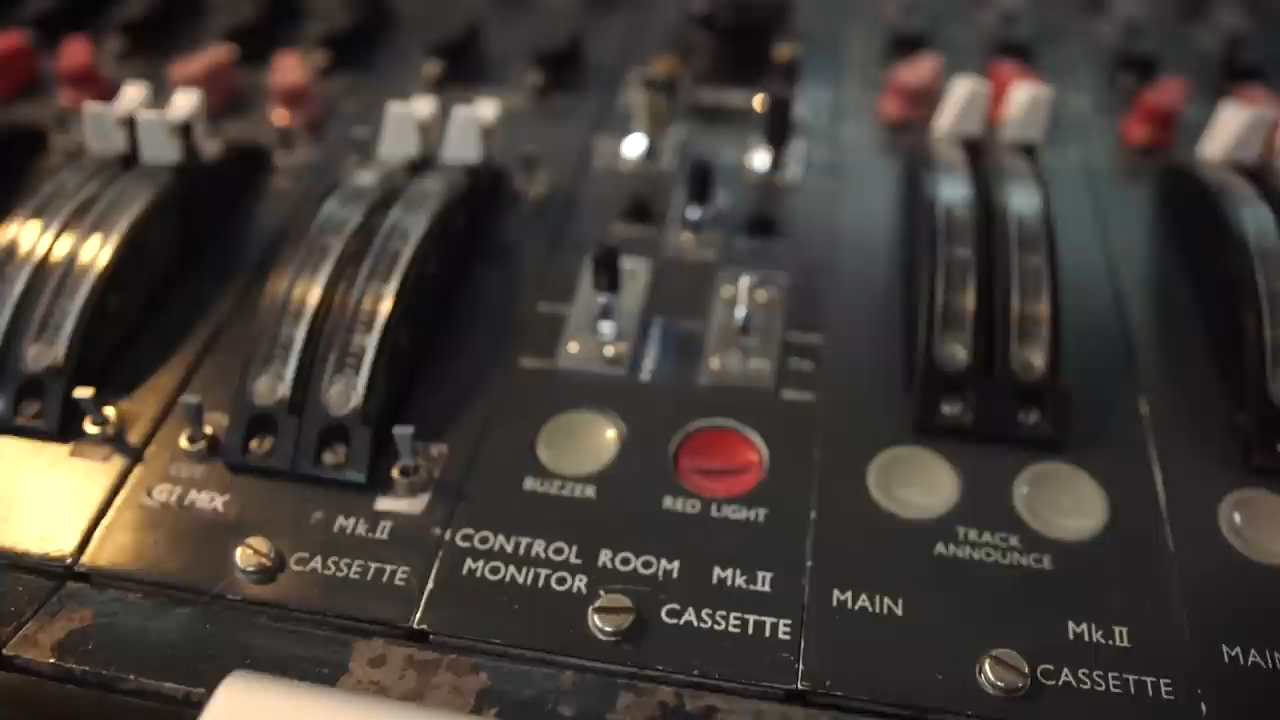 BUZZER
RED LIGHT
G1 MIX
Mk.II
CASSETTE
CONTROL ROOM
MONITOR
Mk.II
CASSETTE
TRACK
ANNOUNCE
MAIN
Mk.II
CASSETTE
MAIN